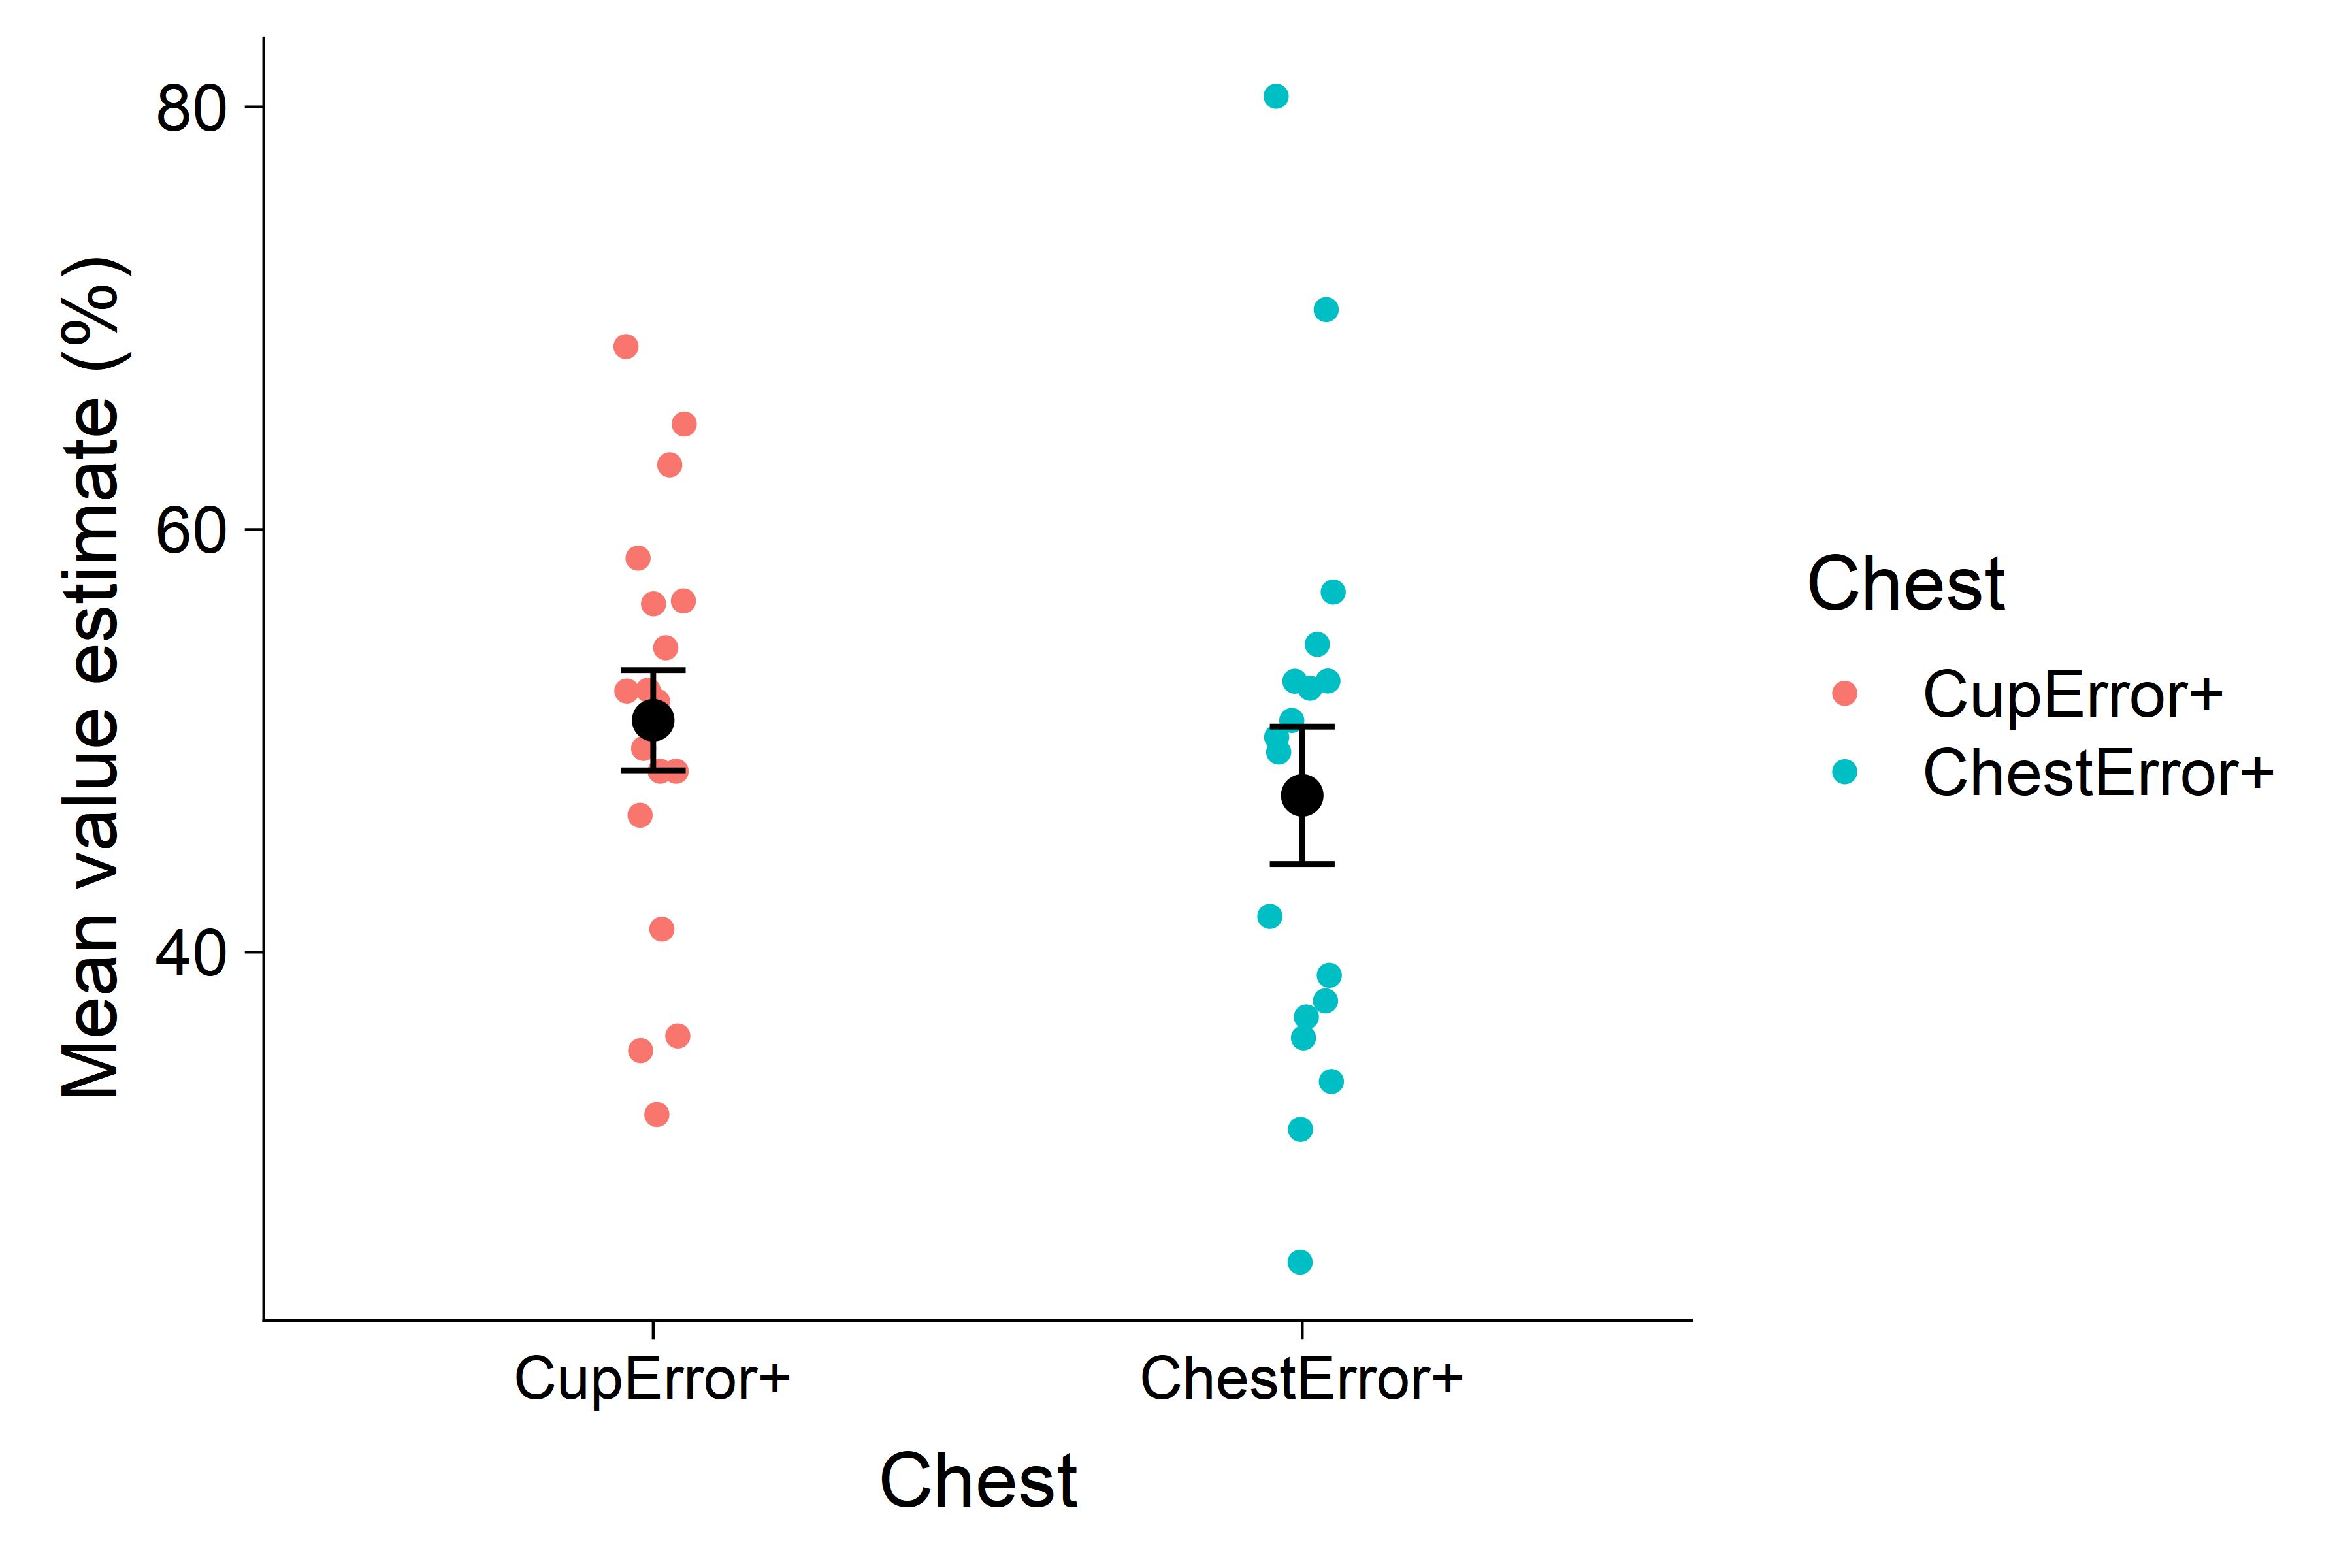 Mean value estimate (%)
80
60
40
CupError+
ChestError+
Chest
Chest
CupError+
ChestError+